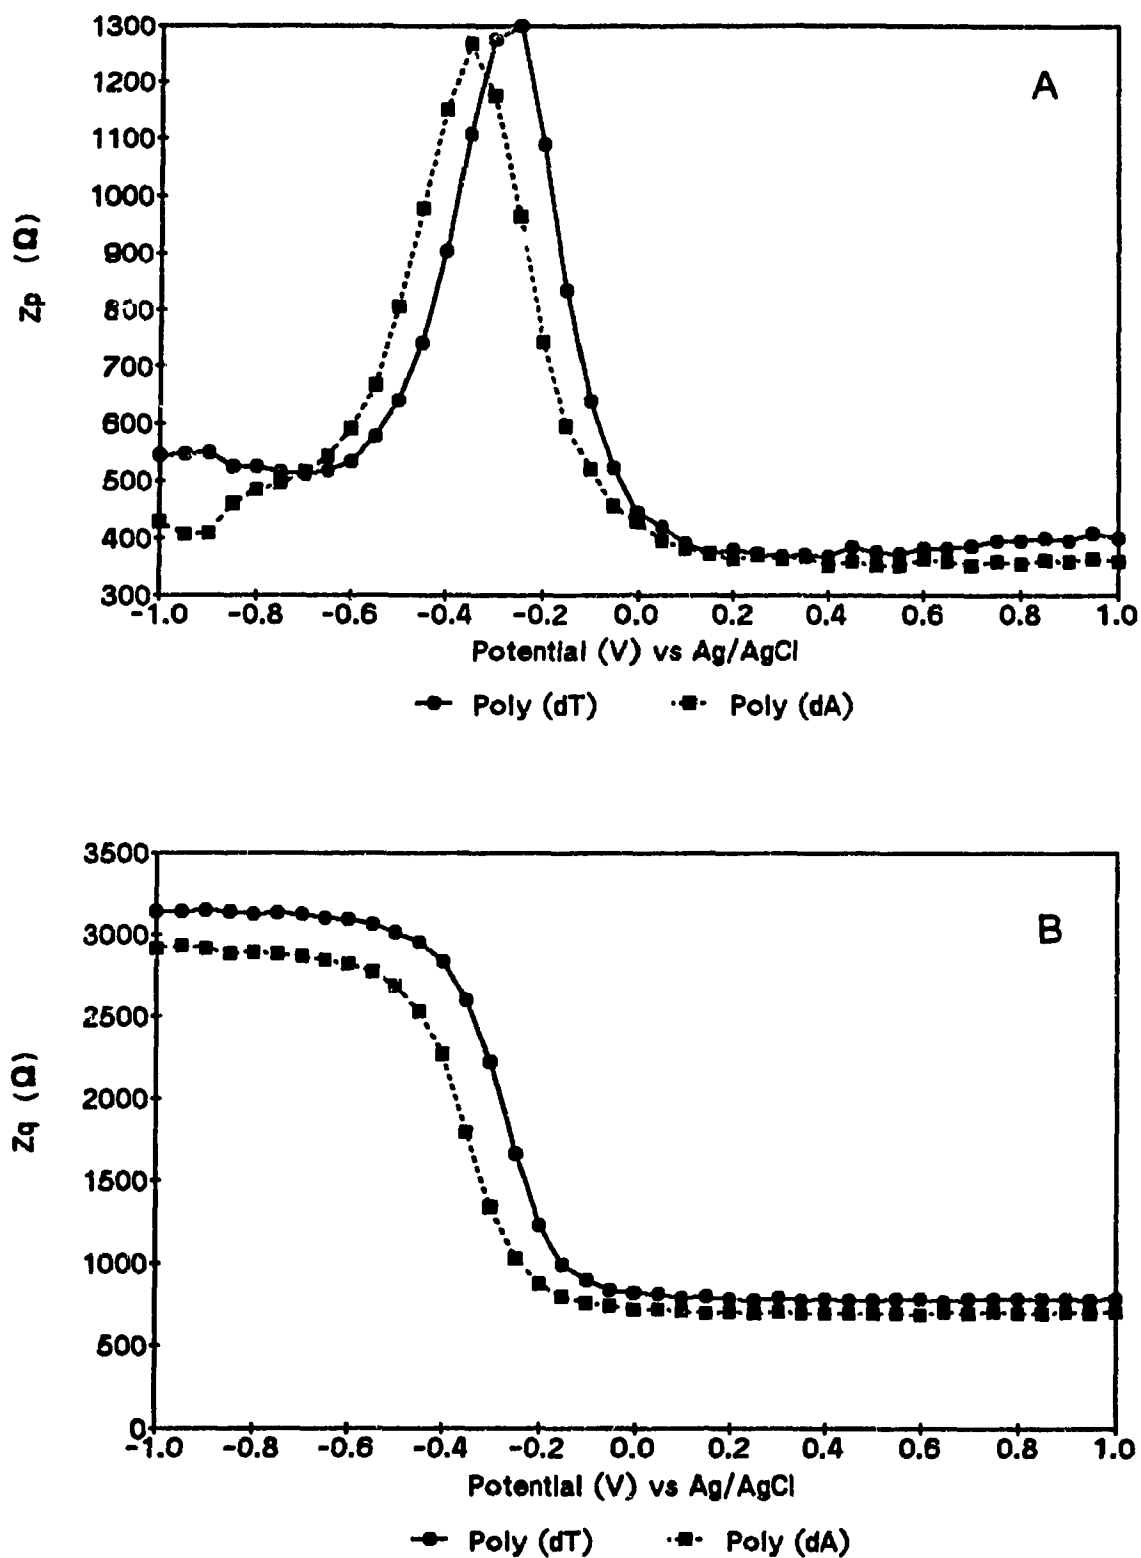 1300
1200
A
1100
1000
Zp (Ω)
900
800
700
600
500
400
300
-1.0 -0.8 -0.6 -0.4 -0.2 0.0 0.2 0.4 0.6 0.8 1.0
Potential (V) vs Ag/AgCl
Poly (dT) Poly (dA)
3500
B
3000
2500
Zq (Ω)
2000
1500
1000
500
0
-1.0 -0.8 -0.6 -0.4 -0.2 0.0 0.2 0.4 0.6 0.8 1.0
Potential (V) vs Ag/AgCl
Poly (dT) Poly (dA)